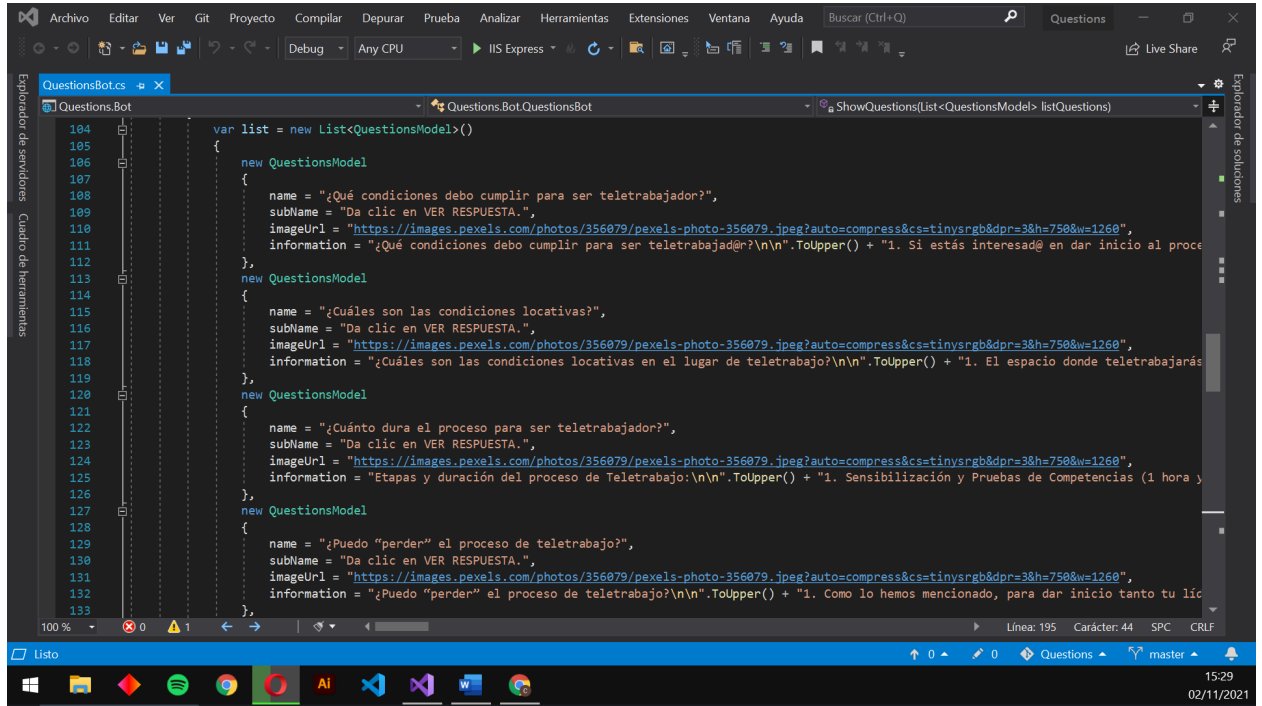 Archivo Editar Ver Git Proyecto Compilar Depurar Prueba Analizar Herramientas Extensiones Ventana Ayuda Buscar (Ctrl+Q) Questions
Debug Any CPU IIS Express Live Share
Explorador de servidores
Cuadro de herramientas
Explorador de soluciones
QuestionsBot.cs
Questions.Bot Questions.Bot.QuestionsBot ShowQuestions(List<QuestionsModel> listQuestions)
104 var list = new List<QuestionsModel>()
105 {
106 new QuestionsModel
107 {
108 name = "¿Qué condiciones debo cumplir para ser teletrabajador?",
109 subName = "Da clic en VER RESPUESTA.",
110 imageUrl = "https://images.pexels.com/photos/356079/pexels-photo-356079.jpeg?auto=compress&cs=tinysrgb&dpr=3&h=750&w=1260",
111 information = "¿Qué condiciones debo cumplir para ser teletrabajad@r?\n\n".ToUpper() + "1. Si estás interesad@ en dar inicio al proce
112 },
113 new QuestionsModel
114 {
115 name = "¿Cuáles son las condiciones locativas?",
116 subName = "Da clic en VER RESPUESTA.",
117 imageUrl = "https://images.pexels.com/photos/356079/pexels-photo-356079.jpeg?auto=compress&cs=tinysrgb&dpr=3&h=750&w=1260",
118 information = "¿Cuáles son las condiciones locativas en el lugar de teletrabajo?\n\n".ToUpper() + "1. El espacio donde teletrabajarás
119 },
120 new QuestionsModel
121 {
122 name = "¿Cuánto dura el proceso para ser teletrabajador?",
123 subName = "Da clic en VER RESPUESTA.",
124 imageUrl = "https://images.pexels.com/photos/356079/pexels-photo-356079.jpeg?auto=compress&cs=tinysrgb&dpr=3&h=750&w=1260",
125 information = "Etapas y duración del proceso de Teletrabajo:\n\n".ToUpper() + "1. Sensibilización y Pruebas de Competencias (1 hora y
126 },
127 new QuestionsModel
128 {
129 name = "¿Puedo “perder” el proceso de teletrabajo?",
130 subName = "Da clic en VER RESPUESTA.",
131 imageUrl = "https://images.pexels.com/photos/356079/pexels-photo-356079.jpeg?auto=compress&cs=tinysrgb&dpr=3&h=750&w=1260",
132 information = "¿Puedo “perder” el proceso de teletrabajo?\n\n".ToUpper() + "1. Como lo hemos mencionado, para dar inicio tanto tu líd
133 },
100 % 0 1 Línea: 195 Carácter: 44 SPC CRLF
Listo 0 0 Questions master
Ai
15:29
02/11/2021